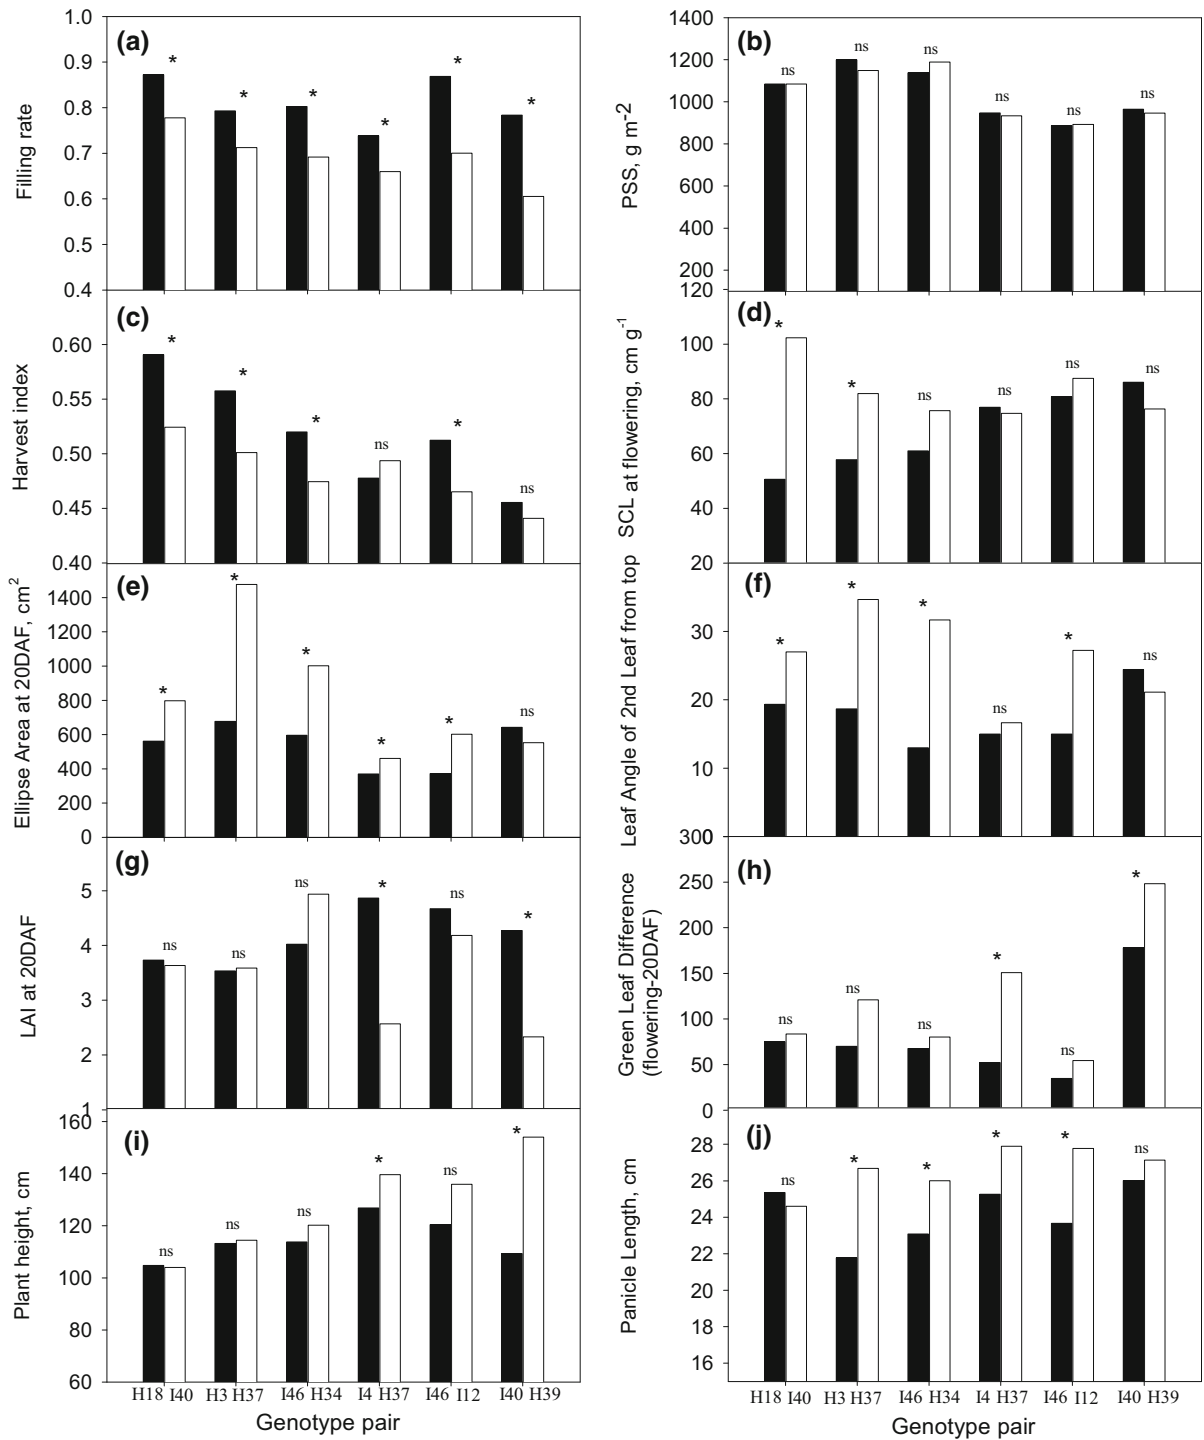 (a)
Filling rate
1.0
0.9
0.8
0.7
0.6
0.5
0.4
* * * * * *
(b)
PSS, g m-2
1400
1200
1000
800
600
400
200
120
ns ns ns ns ns ns
(c)
Harvest index
0.60
0.55
0.50
0.45
0.40
* * * ns * ns
(d)
SCL at flowering, cm g-1
100
80
60
40
20
* * ns ns ns ns
(e)
Ellipse Area at 20DAF, cm2
1400
1200
1000
800
600
400
200
0
* * * * * ns
(f)
Leaf Angle of 2nd Leaf from top
30
20
10
300
* * * ns * ns
(g)
LAI at 20DAF
5
4
3
2
1
ns ns ns * ns *
(h)
Green Leaf Difference
(flowering-20DAF)
250
200
150
100
50
0
ns ns ns * ns *
(i)
Plant height, cm
160
140
120
100
80
60
ns ns ns * ns *
H18 I40 H3 H37 I46 H34 I4 H37 I46 I12 I40 H39
Genotype pair
(j)
Panicle Length, cm
28
26
24
22
20
18
16
ns * * * * ns
H18 I40 H3 H37 I46 H34 I4 H37 I46 I12 I40 H39
Genotype pair